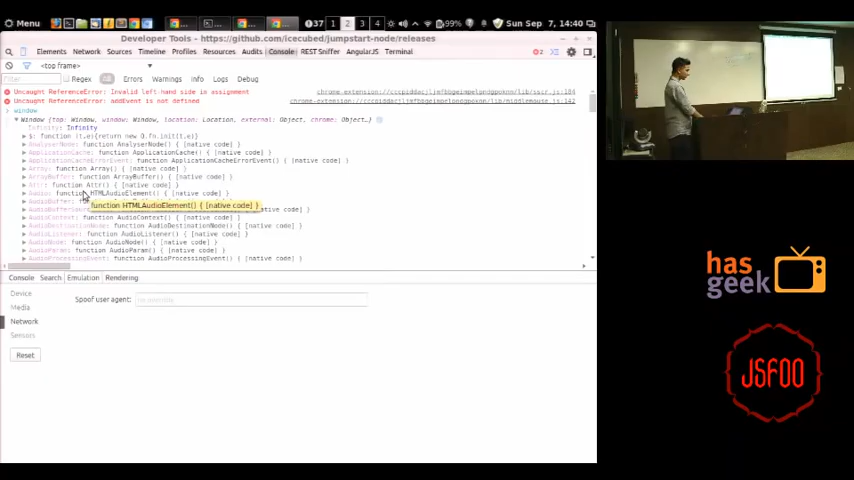 Menu
37 1 2 3 4 99% Sun Sep 7, 14:40
Developer Tools - https://github.com/icecubed/jumpstart-node/releases
Elements Network Sources Timeline Profiles Resources Audits Console REST Sniffer AngularJS Terminal
2
<top frame>
Filter Regex All Errors Warnings Info Logs Debug
Uncaught ReferenceError: Invalid left-hand side in assignment
Uncaught ReferenceError: addEvent is not defined
window
Window {top: Window, window: Window, location: Location, external: Object, chrome: Object…}
Infinity: Infinity
$: function (t,e){return new Q.fn.init(t,e)}
AnalyserNode: function AnalyserNode() { [native code] }
ApplicationCache: function ApplicationCache() { [native code] }
ApplicationCacheErrorEvent: function ApplicationCacheErrorEvent() { [native code] }
Array: function Array() { [native code] }
ArrayBuffer: function ArrayBuffer() { [native code] }
Attr: function Attr() { [native code] }
Audio: function HTMLAudioElement() { [native code] }
function HTMLAudioElement() { [native code] }
AudioContext: function AudioContext() { [native code] }
AudioDestinationNode: function AudioDestinationNode() { [native code] }
AudioListener: function AudioListener() { [native code] }
AudioNode: function AudioNode() { [native code] }
AudioParam: function AudioParam() { [native code] }
AudioProcessingEvent: function AudioProcessingEvent() { [native code] }
Console Search Emulation Rendering
Device
Media
Network
Sensors
Reset
Spoof user agent:
has
geek
JSFOO